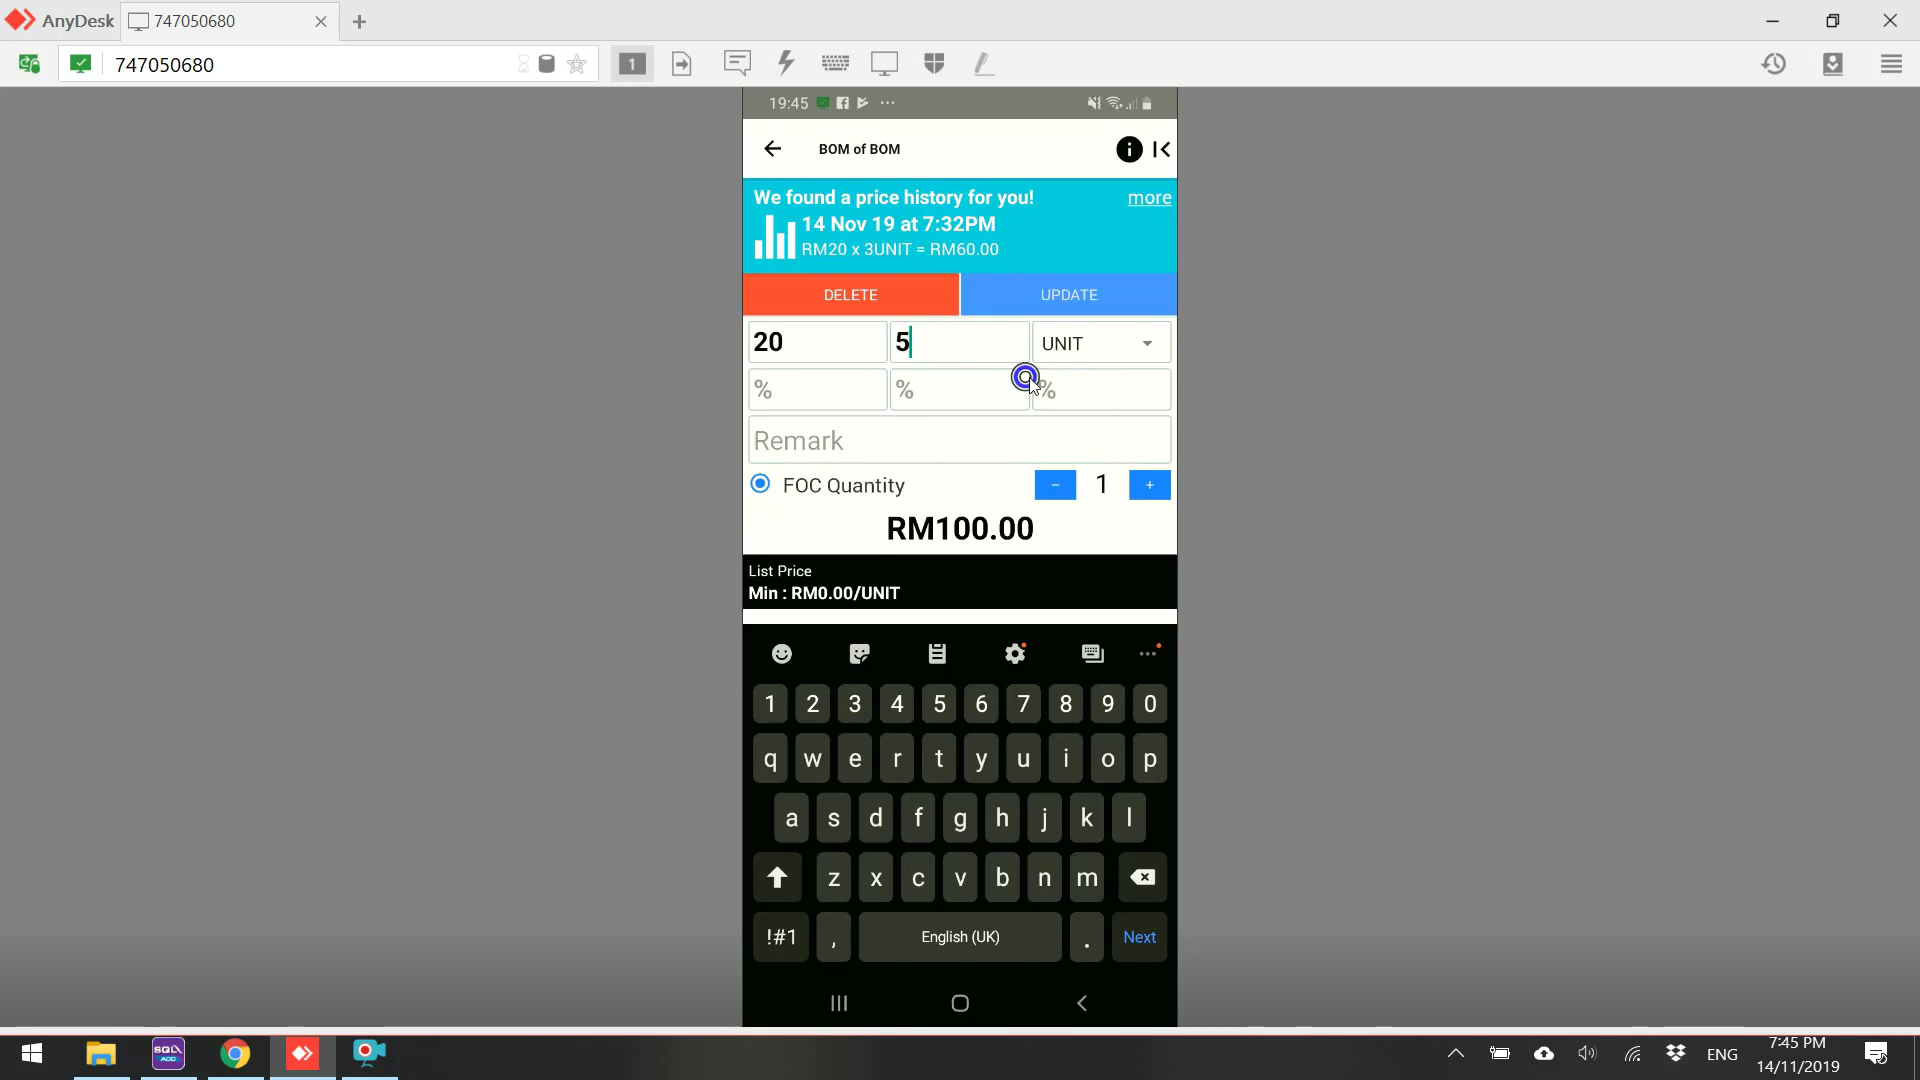 AnyDesk
747050680
747050680
1
19:45
BOM of BOM
We found a price history for you!
more
14 Nov 19 at 7:32PM
RM20 x 3UNIT = RM60.00
DELETE
UPDATE
20
5
UNIT
%
%
%
Remark
FOC Quantity
-
1
+
RM100.00
List Price
Min : RM0.00/UNIT
1 2 3 4 5 6 7 8 9 0
q w e r t y u i o p
a s d f g h j k l
z x c v b n m
!#1 , English (UK) . Next
SQL
ACC
ENG
7:45 PM
14/11/2019